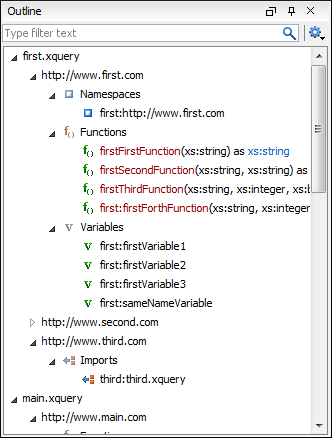 Outline
Type filter text
first.xquery
http://www.first.com
Namespaces
first:http://www.first.com
Functions
firstFirstFunction(xs:string) as xs:string
firstSecondFunction(xs:string, xs:string) as
firstThirdFunction(xs:string, xs:integer, xs:
first:firstForthFunction(xs:string, xs:integer
Variables
first:firstVariable1
first:firstVariable2
first:firstVariable3
first:sameNameVariable
http://www.second.com
http://www.third.com
Imports
third:third.xquery
main.xquery
http://www.main.com